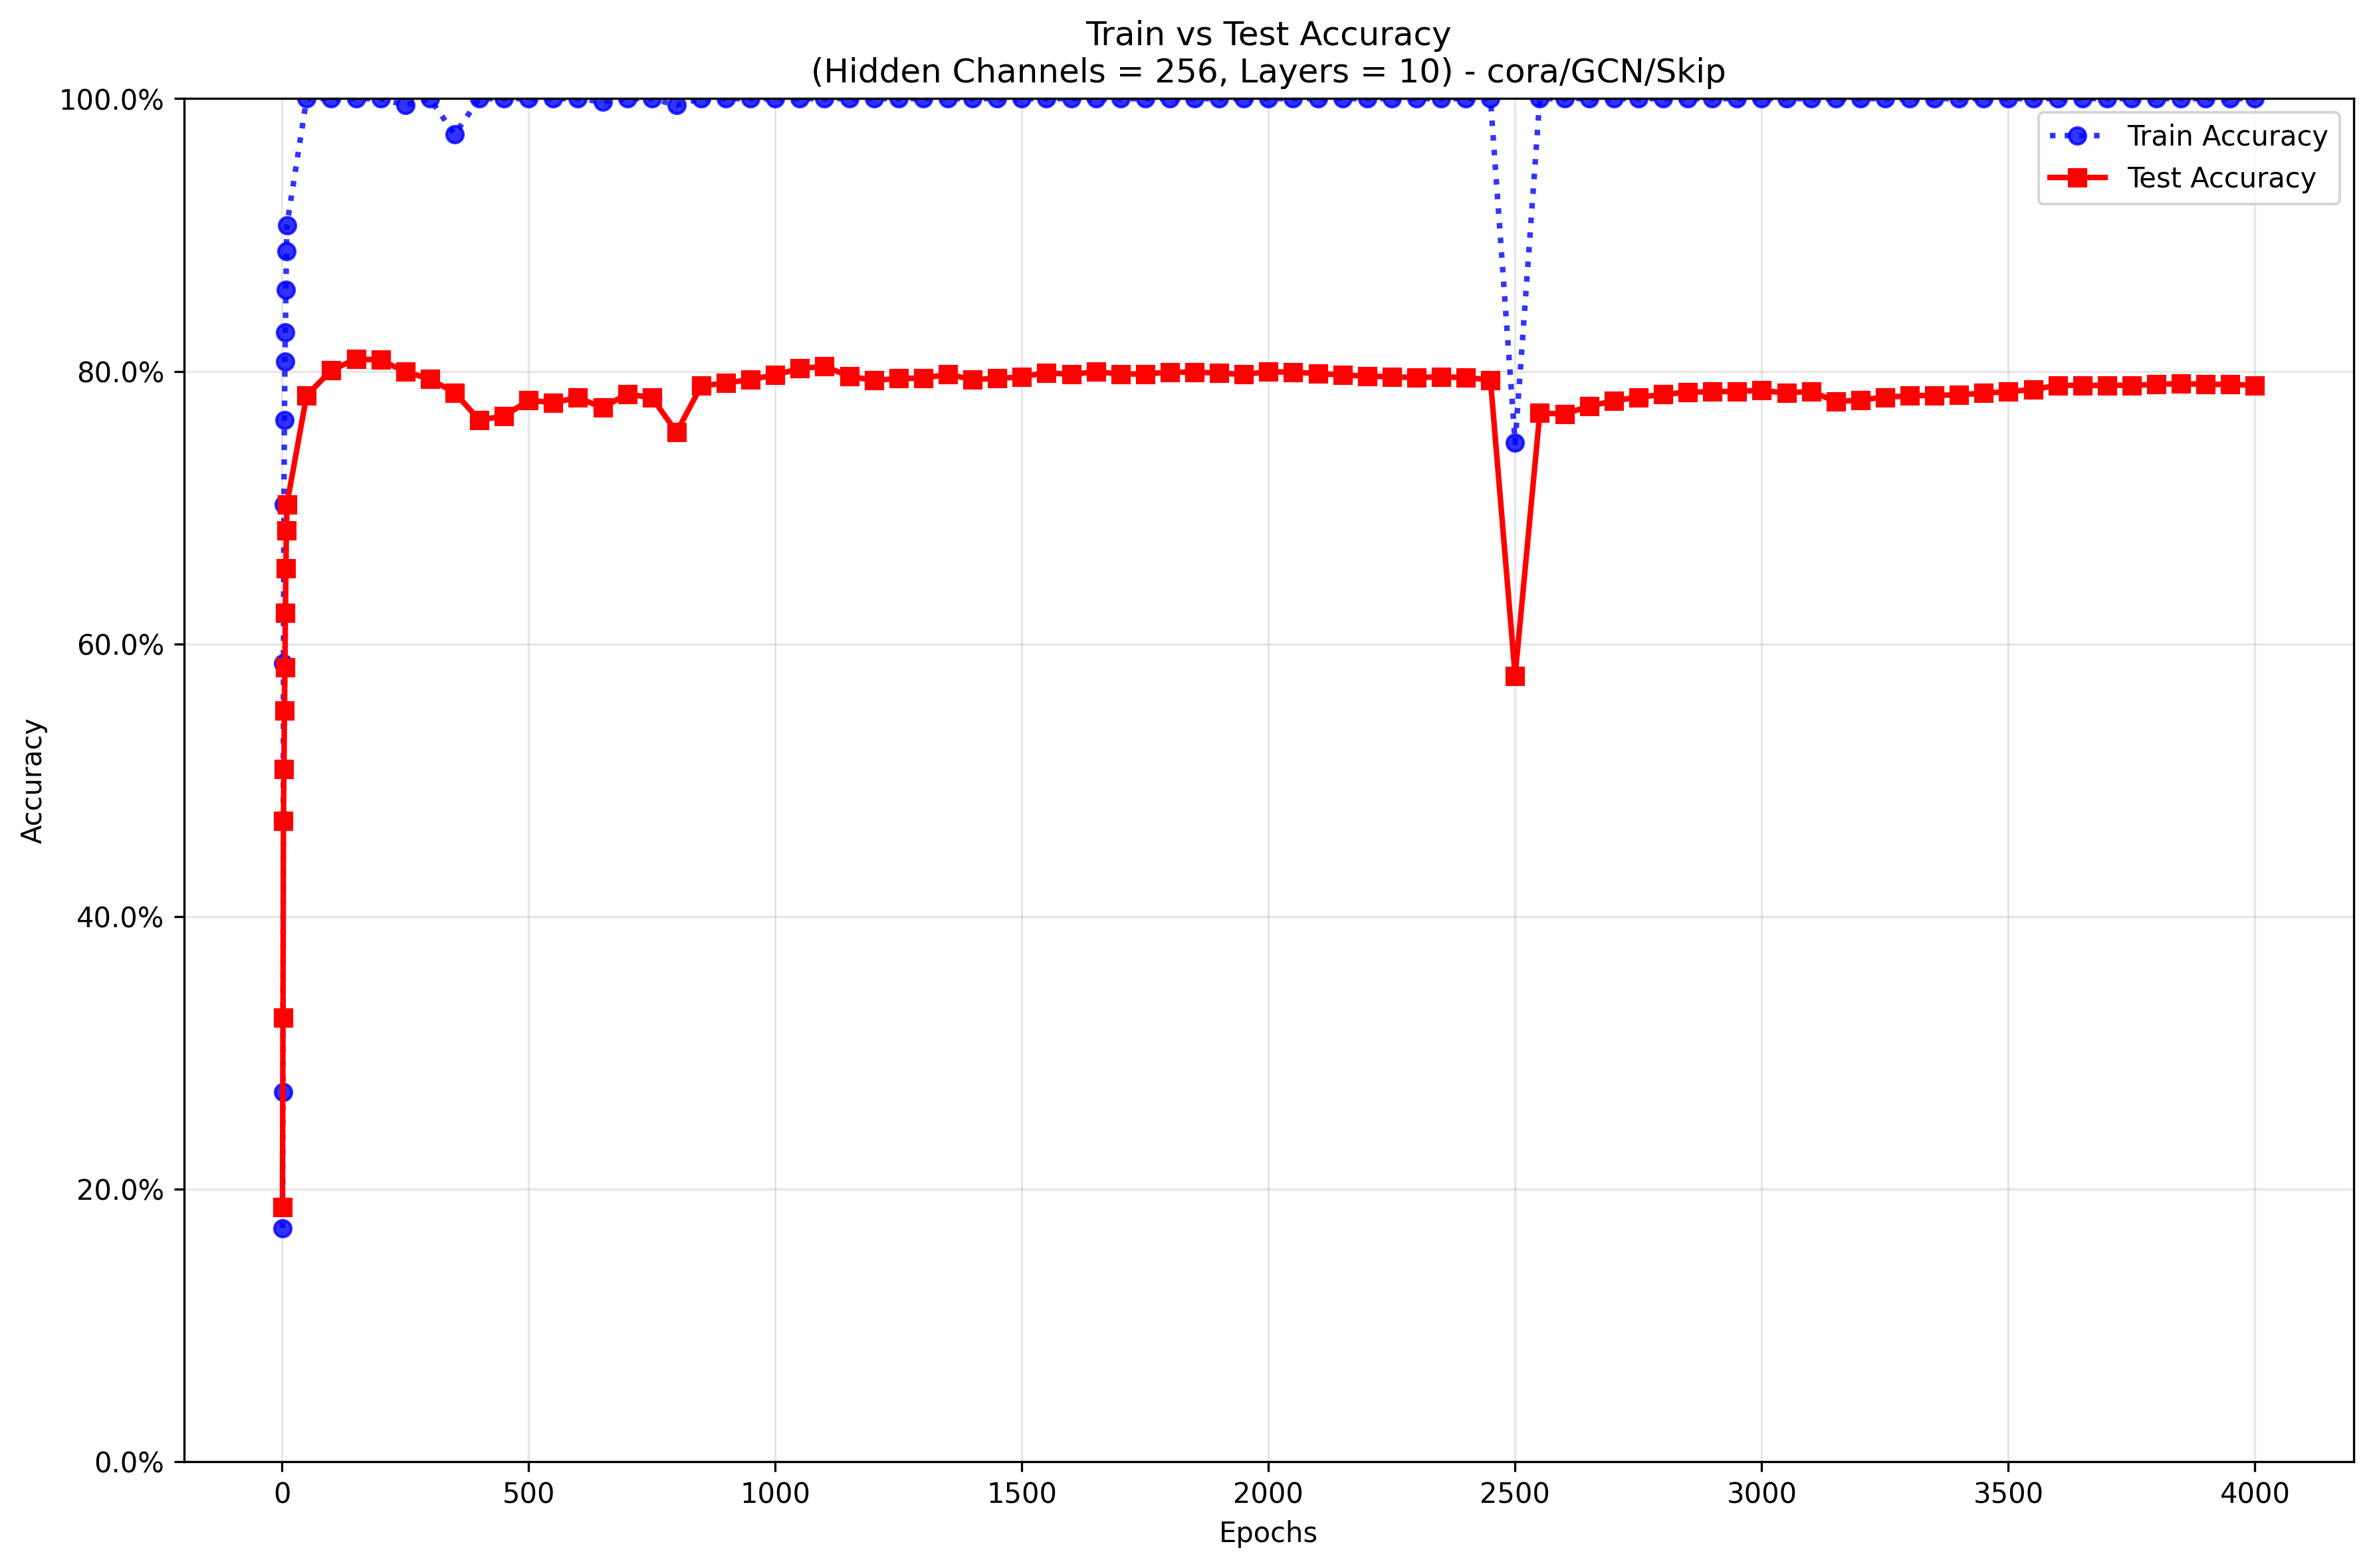 Train vs Test Accuracy
(Hidden Channels = 256, Layers = 10) - cora/GCN/Skip
100.0%
80.0%
60.0%
40.0%
20.0%
0.0%
Accuracy
Train Accuracy
Test Accuracy
0 500 1000 1500 2000 2500 3000 3500 4000
Epochs